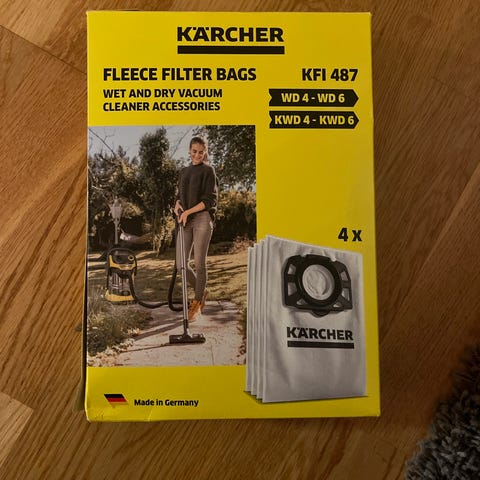 KÄRCHER
FLEECE FILTER BAGS
KFI 487
WET AND DRY VACUUM
CLEANER ACCESSORIES
WD 4 - WD 6
KWD 4 - KWD 6
4 x
KÄRCHER
Made in Germany